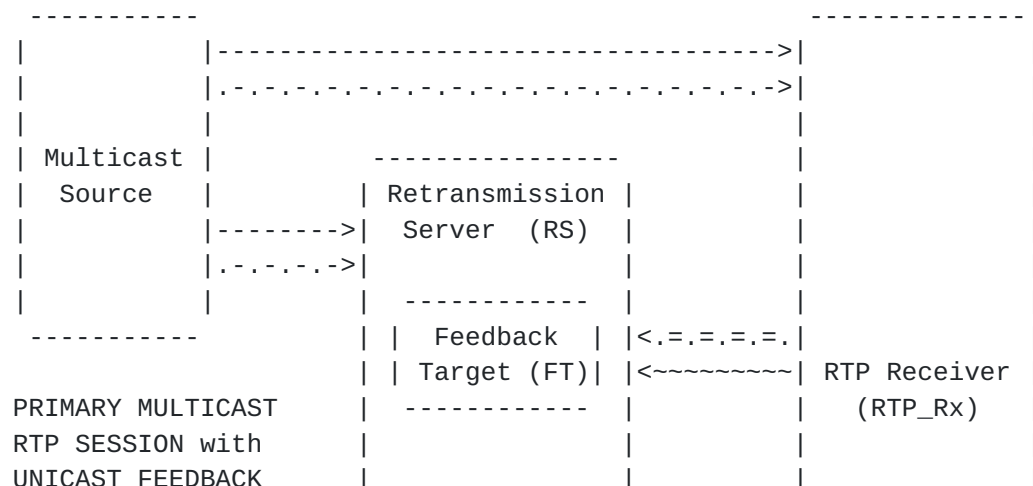 -----------                                       --------------
|           |------------------------------------>|
|           |.-.-.-.-.-.-.-.-.-.-.-.-.-.-.-.-.-.->|
|           |                                     |
| Multicast |          ----------------           |
|  Source   |         | Retransmission |          |
|           |-------->|  Server  (RS)  |          |
|           |.-.-.-.->|                |          |
|           |         |  ------------  |          |
 -----------          | |  Feedback  | |<.=.=.=.=.|
                      | | Target (FT)| |<~~~~~~~~~| RTP Receiver
PRIMARY MULTICAST     |  ------------  |          |   (RTP_Rx)
RTP SESSION with      |                |          |
UNICAST FEEDBACK      |                |          |